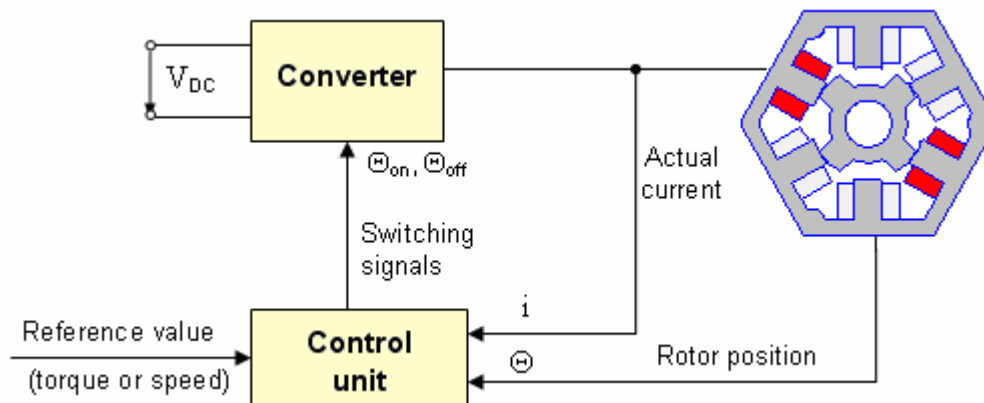 V_DC
Converter
Θ_on, Θ_off
Actual
current
Switching
signals
i
Reference value
(torque or speed)
Control
unit
Θ
Rotor position